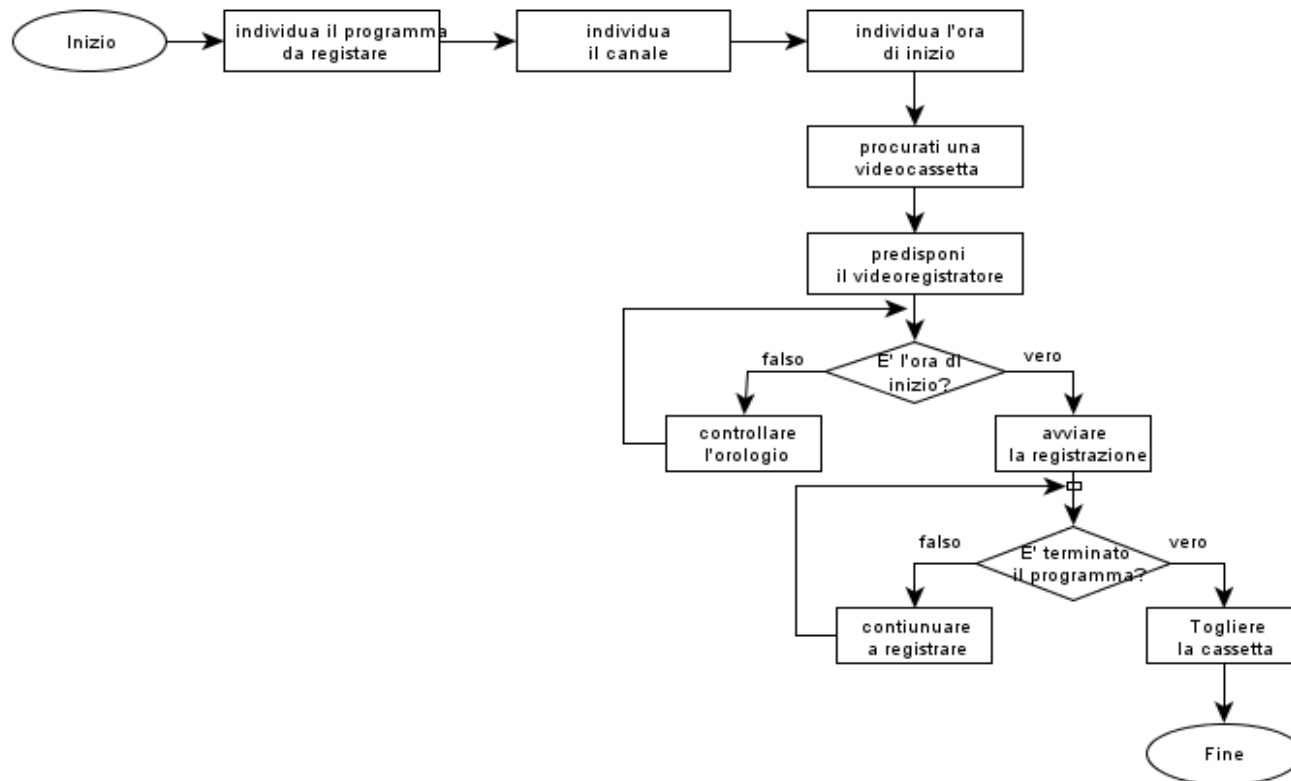 Inizio
individua il programma
da registare
individua
il canale
individua l'ora
di inizio
procurati una
videocassetta
predisponi
il videoregistratore
E' l'ora di
inizio?
falso
vero
controllare
l'orologio
avviare
la registrazione
E' terminato
il programma?
falso
vero
contiunuare
a registrare
Togliere
la cassetta
Fine